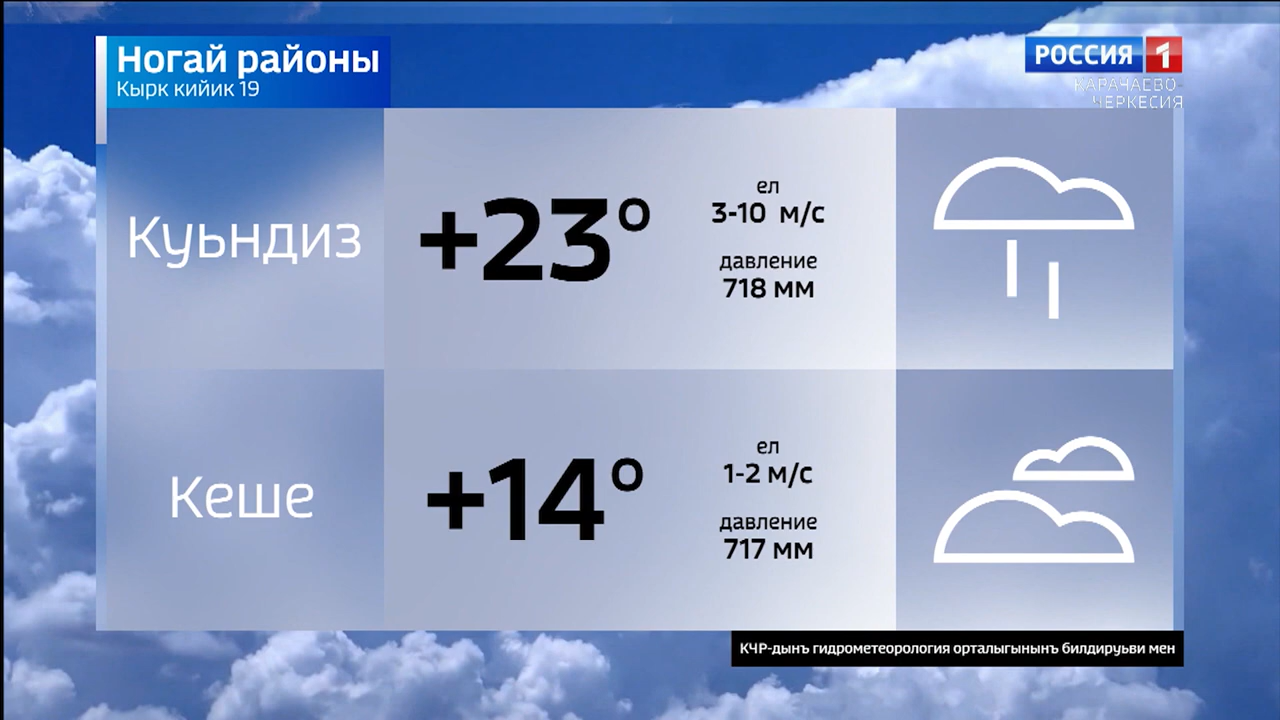 Ногай районы
Кырк кийик 19
РОССИЯ 1
КАРАЧАЕВО-
ЧЕРКЕСИЯ
Куьндиз
+23°
ел
3-10 м/с
давление
718 мм
Кеше
+14°
ел
1-2 м/с
давление
717 мм
КЧР-дынъ гидрометеорология орталыгынынъ билдируьви мен